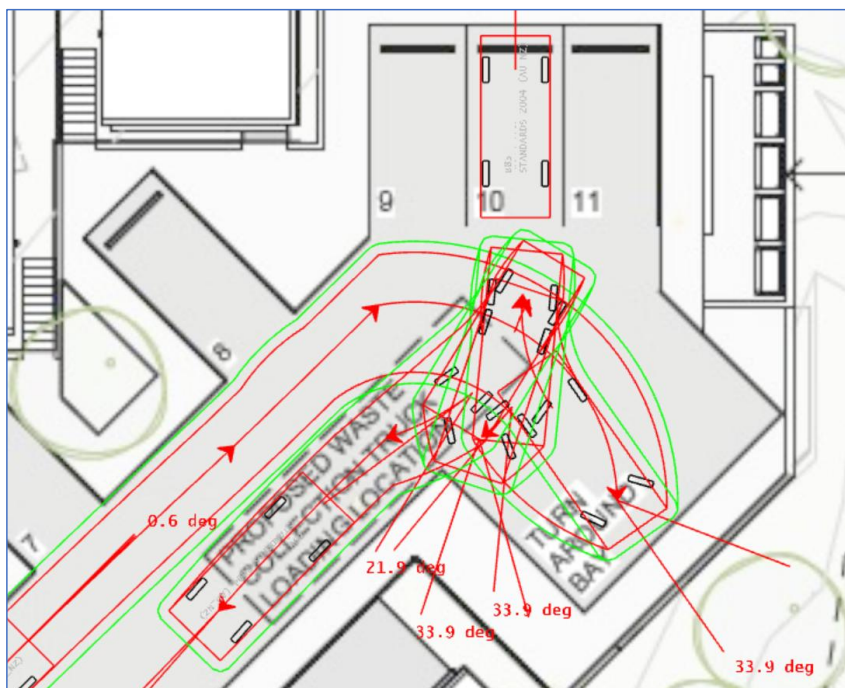 STANDARDS 2004 (AU NZ)
9
10
11
8
7
0.6 deg
PROPOSED WASTE
COLLECTION TRUCK
LOADING LOCATION
TURN
AROUND
BAY
21.9 deg
33.9 deg
33.9 deg
33.9 deg